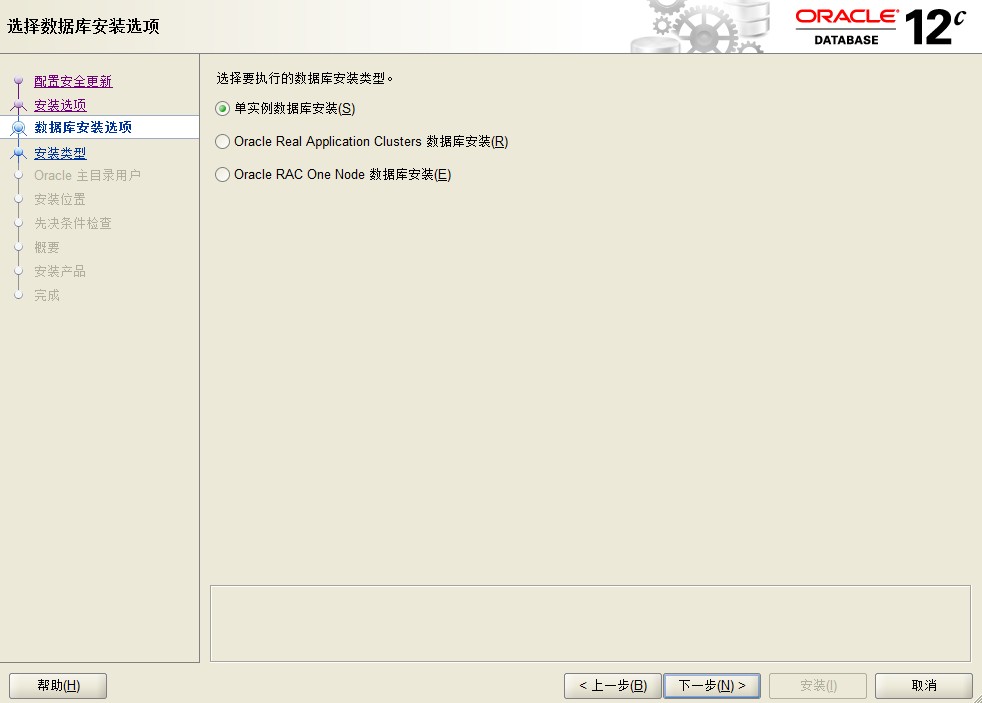 选择数据库安装选项
ORACLE®
DATABASE
12c
配置安全更新
安装选项
数据库安装选项
安装类型
Oracle 主目录用户
安装位置
先决条件检查
概要
安装产品
完成
选择要执行的数据库安装类型。
单实例数据库安装(S)
Oracle Real Application Clusters 数据库安装(R)
Oracle RAC One Node 数据库安装(E)
帮助(H)
< 上一步(B)
下一步(N) >
安装(I)
取消